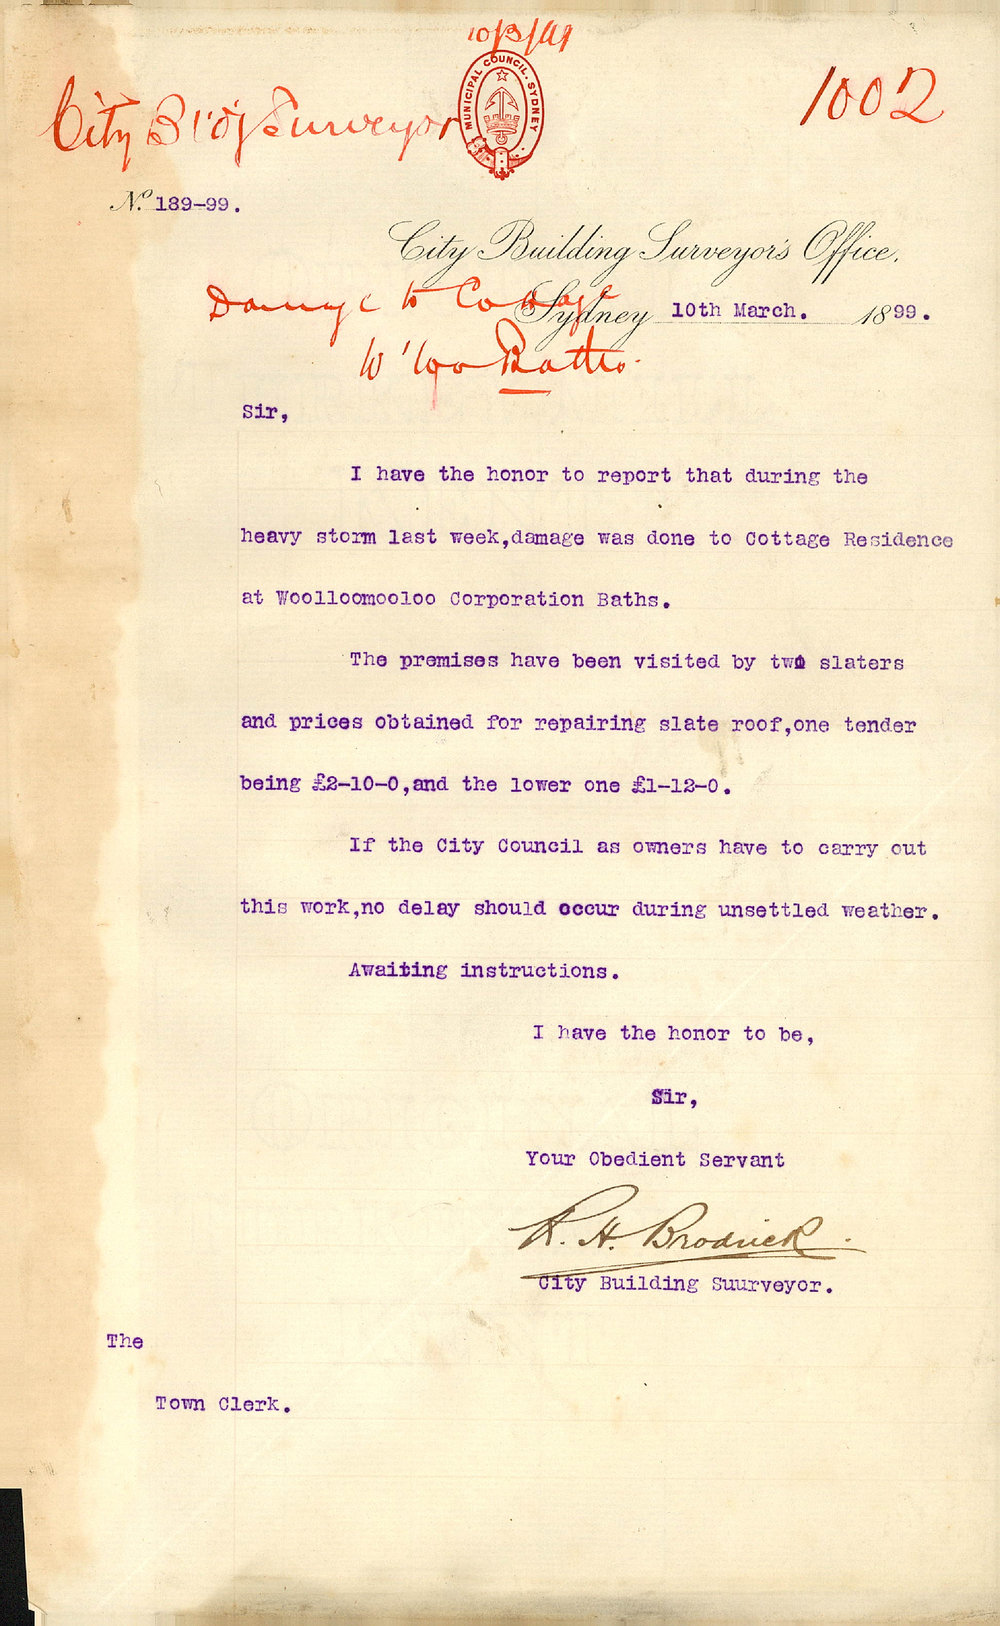 10/3/99
MUNICIPAL COUNCIL. SYDNEY
1002
City Bldg Surveyor
No. 189-99.
City Building Surveyor's Office,
Damage to Cottage
Sydney 10th March. 1899.
W'loo Baths.
Sir,
I have the honor to report that during the
heavy storm last week,damage was done to Cottage Residence
at Woolloomooloo Corporation Baths.
The premises have been visited by two slaters
and prices obtained for repairing slate roof,one tender
being £2-10-0,and the lower one £1-12-0.
If the City Council as owners have to carry out
this work,no delay should occur during unsettled weather.
Awaiting instructions.
I have the honor to be,
Sir,
Your Obedient Servant
R. H. Brodrick.
City Building Suurveyor.
The
Town Clerk.